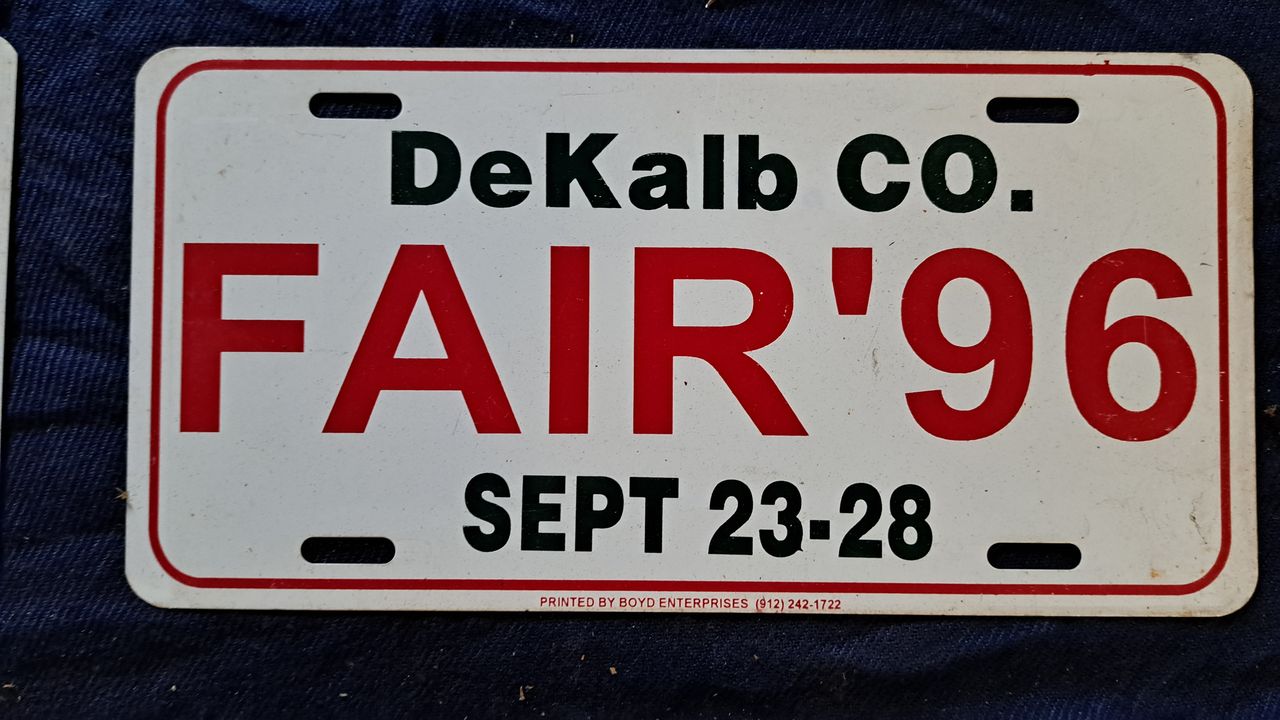 DeKalb CO.
FAIR '96
SEPT 23-28
PRINTED BY BOYD ENTERPRISES (912) 242-1722